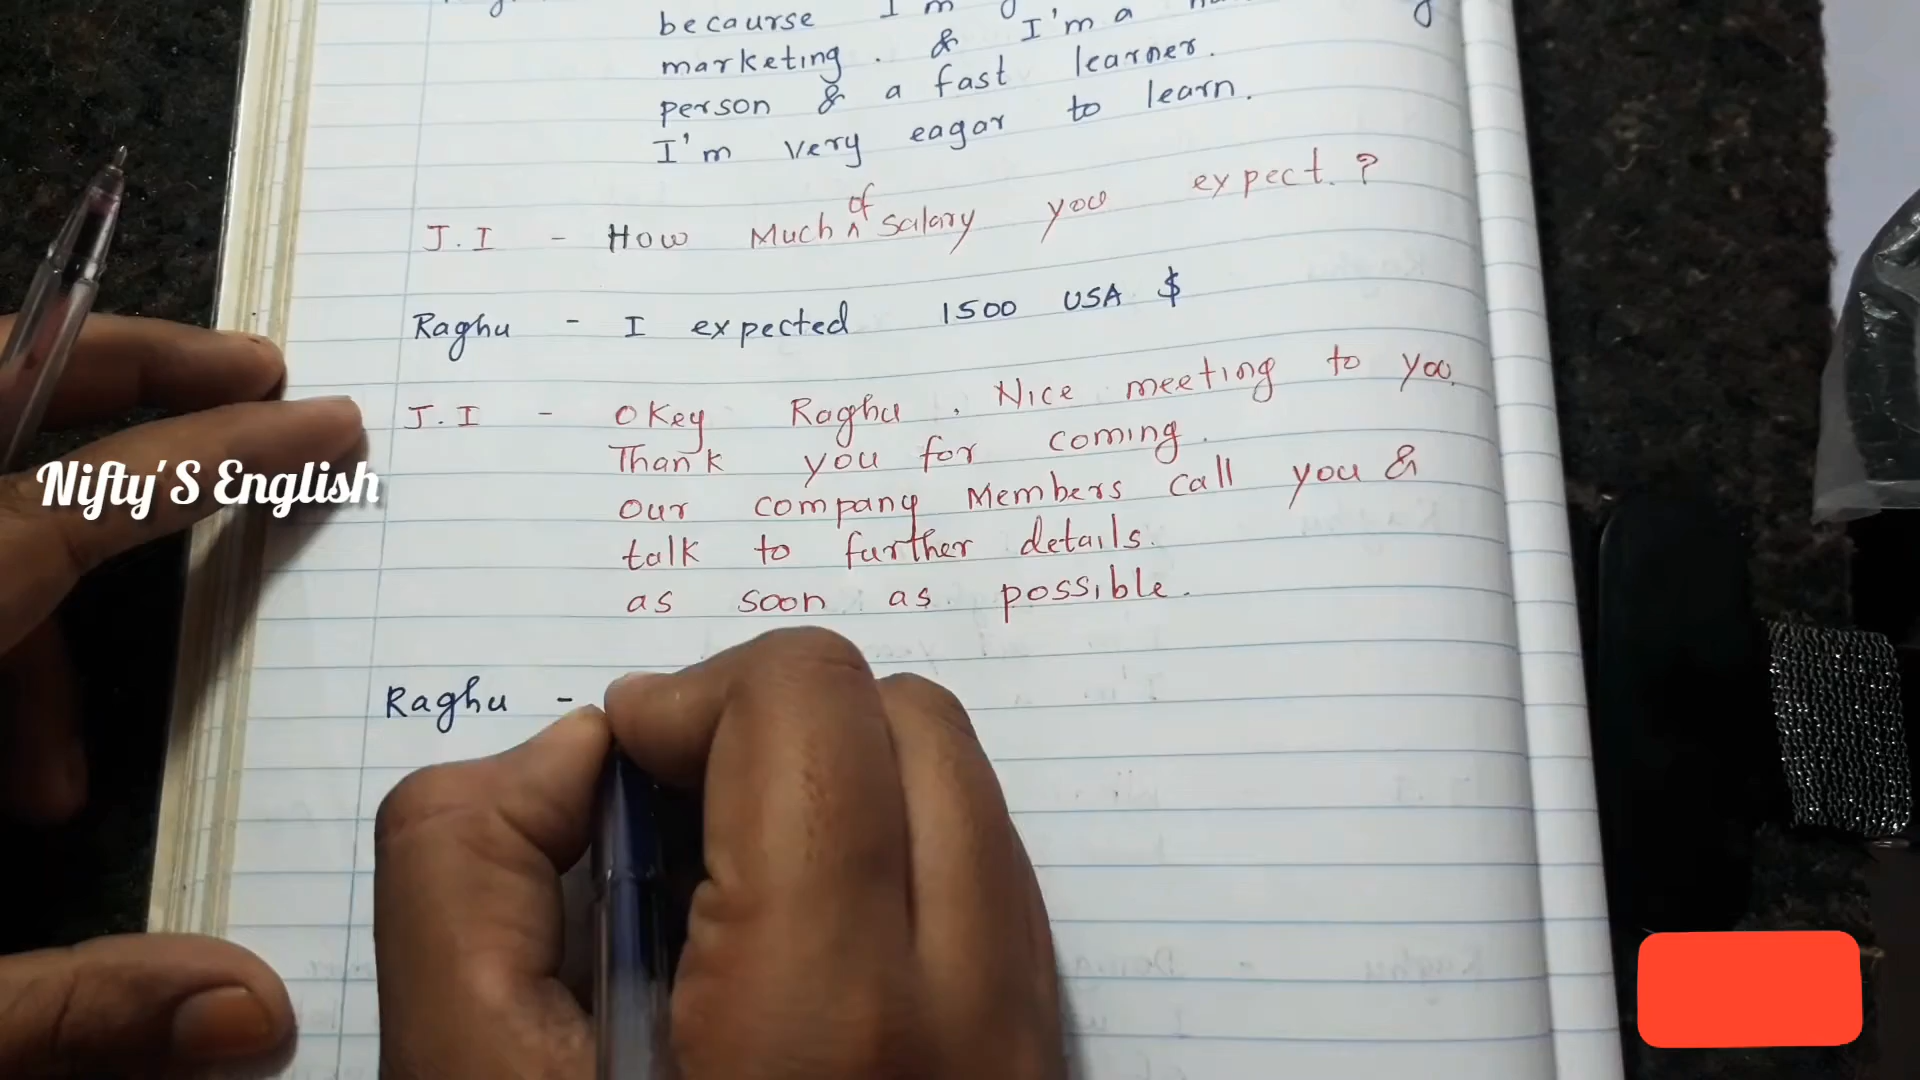 becaurse I'm
marketing. & I'm a
person & a fast learner.
I'm very eagar to learn.
J.I - How Much of salary you expect.?
Raghu - I expected 1500 USA $
J.I - Okey Raghu. Nice meeting to you.
Thank you for coming.
our company Members call you &
talk to further details.
as soon as possible.
Raghu -
Nifty'S English